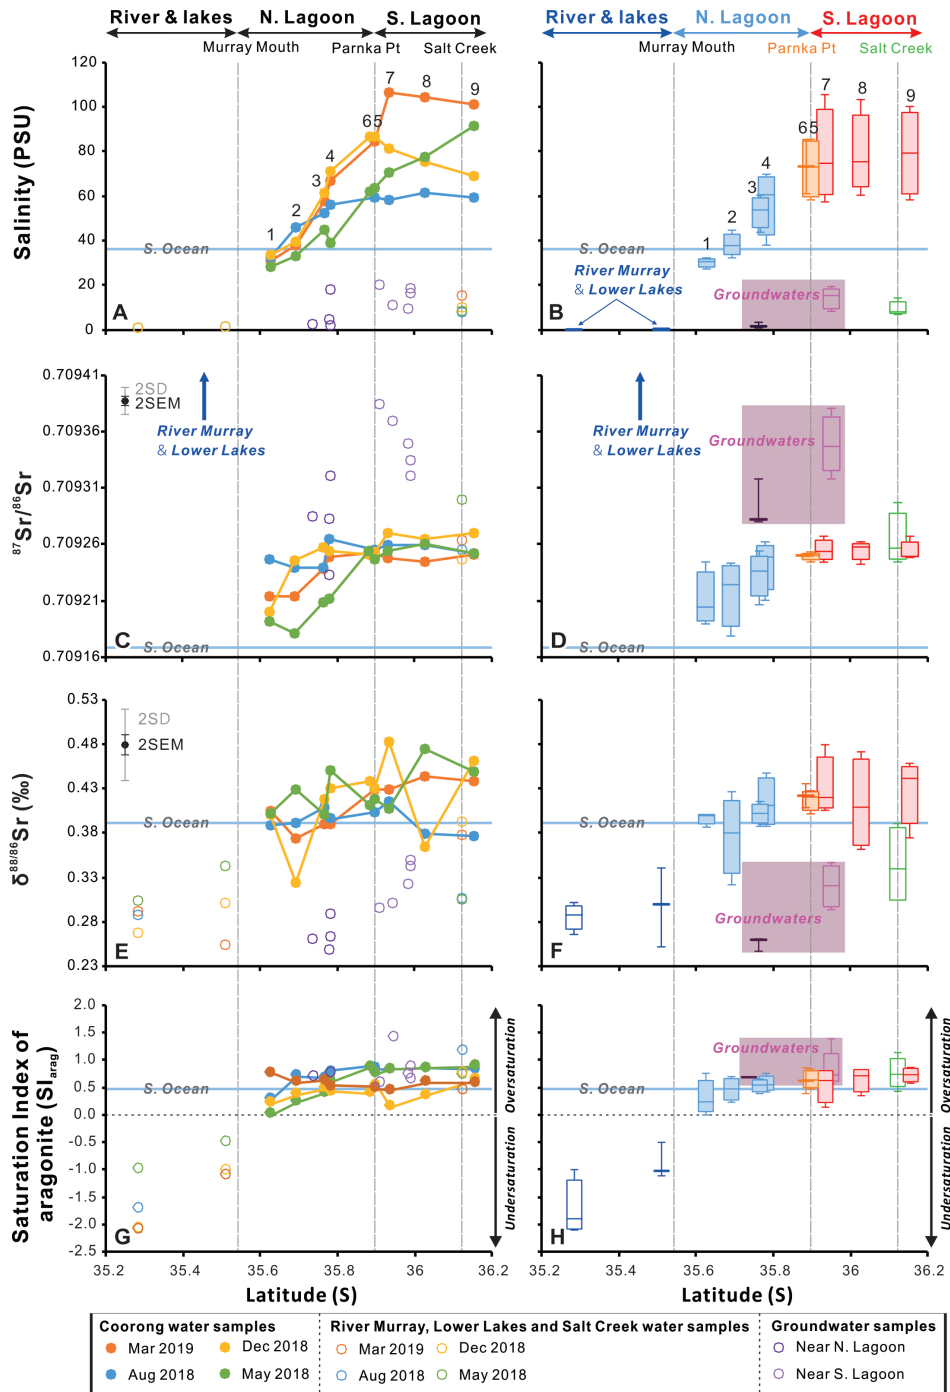 River & lakes N. Lagoon S. Lagoon
Murray Mouth Parnka Pt Salt Creek
River & lakes N. Lagoon S. Lagoon
Murray Mouth Parnka Pt Salt Creek
Salinity (PSU)
120
100
80
60
40
20
0
1 2 3 4 65 7 8 9
S. Ocean
A
1 2 3 4 65 7 8 9
S. Ocean
River Murray
& Lower Lakes
Groundwaters
B
87Sr/86Sr
0.70941
0.70936
0.70931
0.70926
0.70921
0.70916
2SD
2SEM
River Murray
& Lower Lakes
S. Ocean
C
River Murray
& Lower Lakes
Groundwaters
S. Ocean
D
δ88/86Sr (‰)
0.53
0.48
0.43
0.38
0.33
0.28
0.23
2SD
2SEM
S. Ocean
E
S. Ocean
Groundwaters
F
Saturation Index of
aragonite (SIarag)
2.0
1.5
1.0
0.5
0.0
-0.5
-1.0
-1.5
-2.0
-2.5
S. Ocean
Oversaturation
Undersaturation
G
Groundwaters
S. Ocean
Oversaturation
Undersaturation
H
35.2 35.4 35.6 35.8 36 36.2
Latitude (S)
35.2 35.4 35.6 35.8 36 36.2
Latitude (S)
Coorong water samples
Mar 2019 Dec 2018
Aug 2018 May 2018
River Murray, Lower Lakes and Salt Creek water samples
Mar 2019 Dec 2018
Aug 2018 May 2018
Groundwater samples
Near N. Lagoon
Near S. Lagoon